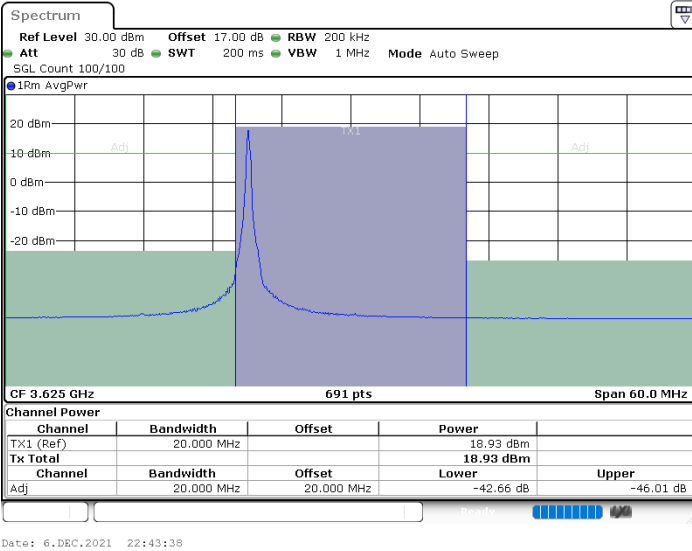 Spectrum
Ref Level 30.00 dBm Offset 17.00 dB RBW 200 kHz
Att 30 dB SWT 200 ms VBW 1 MHz Mode Auto Sweep
SGL Count 100/100
1Rm AvgPwr
20 dBm
TX1
Adj
Adj
10 dBm
0 dBm
-10 dBm
-20 dBm
CF 3.625 GHz 691 pts Span 60.0 MHz
Channel Power
Channel Bandwidth Offset Power
TX1 (Ref) 20.000 MHz 18.93 dBm
Tx Total 18.93 dBm
Channel Bandwidth Offset Lower Upper
Adj 20.000 MHz 20.000 MHz -42.66 dB -46.01 dB
Ready
Date: 6.DEC.2021 22:43:38